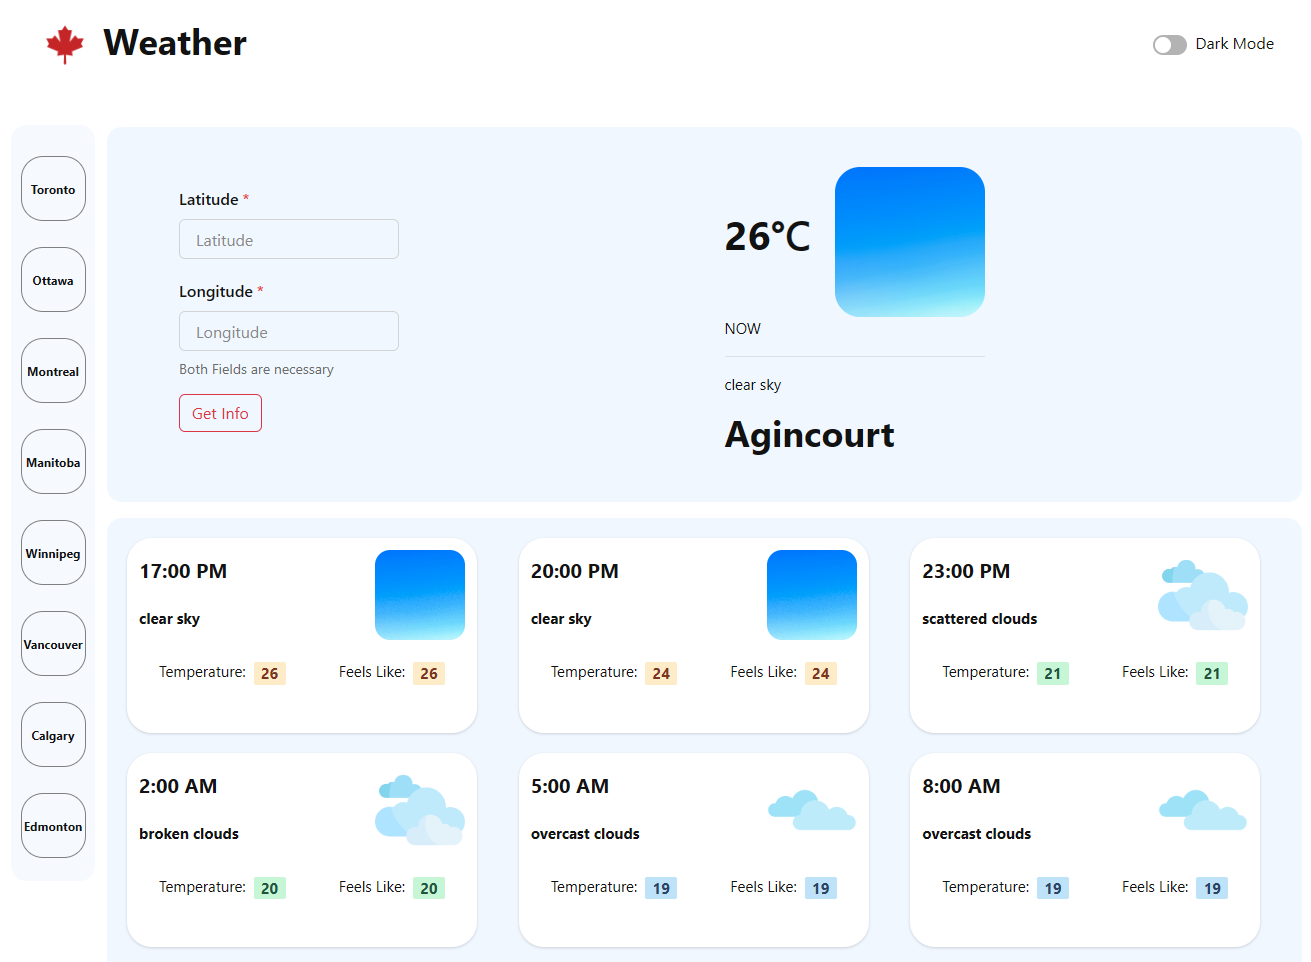 Weather
Dark Mode
Toronto
Ottawa
Montreal
Manitoba
Winnipeg
Vancouver
Calgary
Edmonton
Latitude *
Latitude
Longitude *
Longitude
Both Fields are necessary
Get Info
26°C
NOW
clear sky
Agincourt
17:00 PM
clear sky
Temperature: 26 Feels Like: 26
20:00 PM
clear sky
Temperature: 24 Feels Like: 24
23:00 PM
scattered clouds
Temperature: 21 Feels Like: 21
2:00 AM
broken clouds
Temperature: 20 Feels Like: 20
5:00 AM
overcast clouds
Temperature: 19 Feels Like: 19
8:00 AM
overcast clouds
Temperature: 19 Feels Like: 19